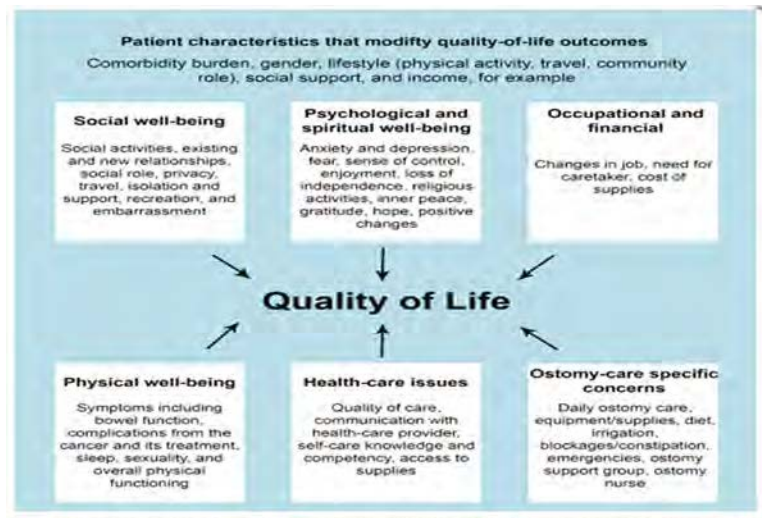 Patient characteristics that modifty quality-of-life outcomes
Comorbidity burden, gender, lifestyle (physical activity, travel, community
role), social support, and income, for example
Social well-being
Social activities, existing
and new relationships,
social role, privacy,
travel, isolation and
support, recreation, and
embarrassment
Psychological and
spiritual well-being
Anxiety and depression,
fear, sense of control,
enjoyment, loss of
independence, religious
activities, inner peace,
gratitude, hope, positive
changes
Occupational and
financial
Changes in job, need for
caretaker, cost of
supplies
Quality of Life
Physical well-being
Symptoms including
bowel function,
complications from the
cancer and its treatment,
sleep, sexuality, and
overall physical
functioning
Health-care issues
Quality of care,
communication with
health-care provider,
self-care knowledge and
competency, access to
supplies
Ostomy-care specific
concerns
Daily ostomy care,
equipment/supplies, diet,
irrigation,
blockages/constipation,
emergencies, ostomy
support group, ostomy
nurse